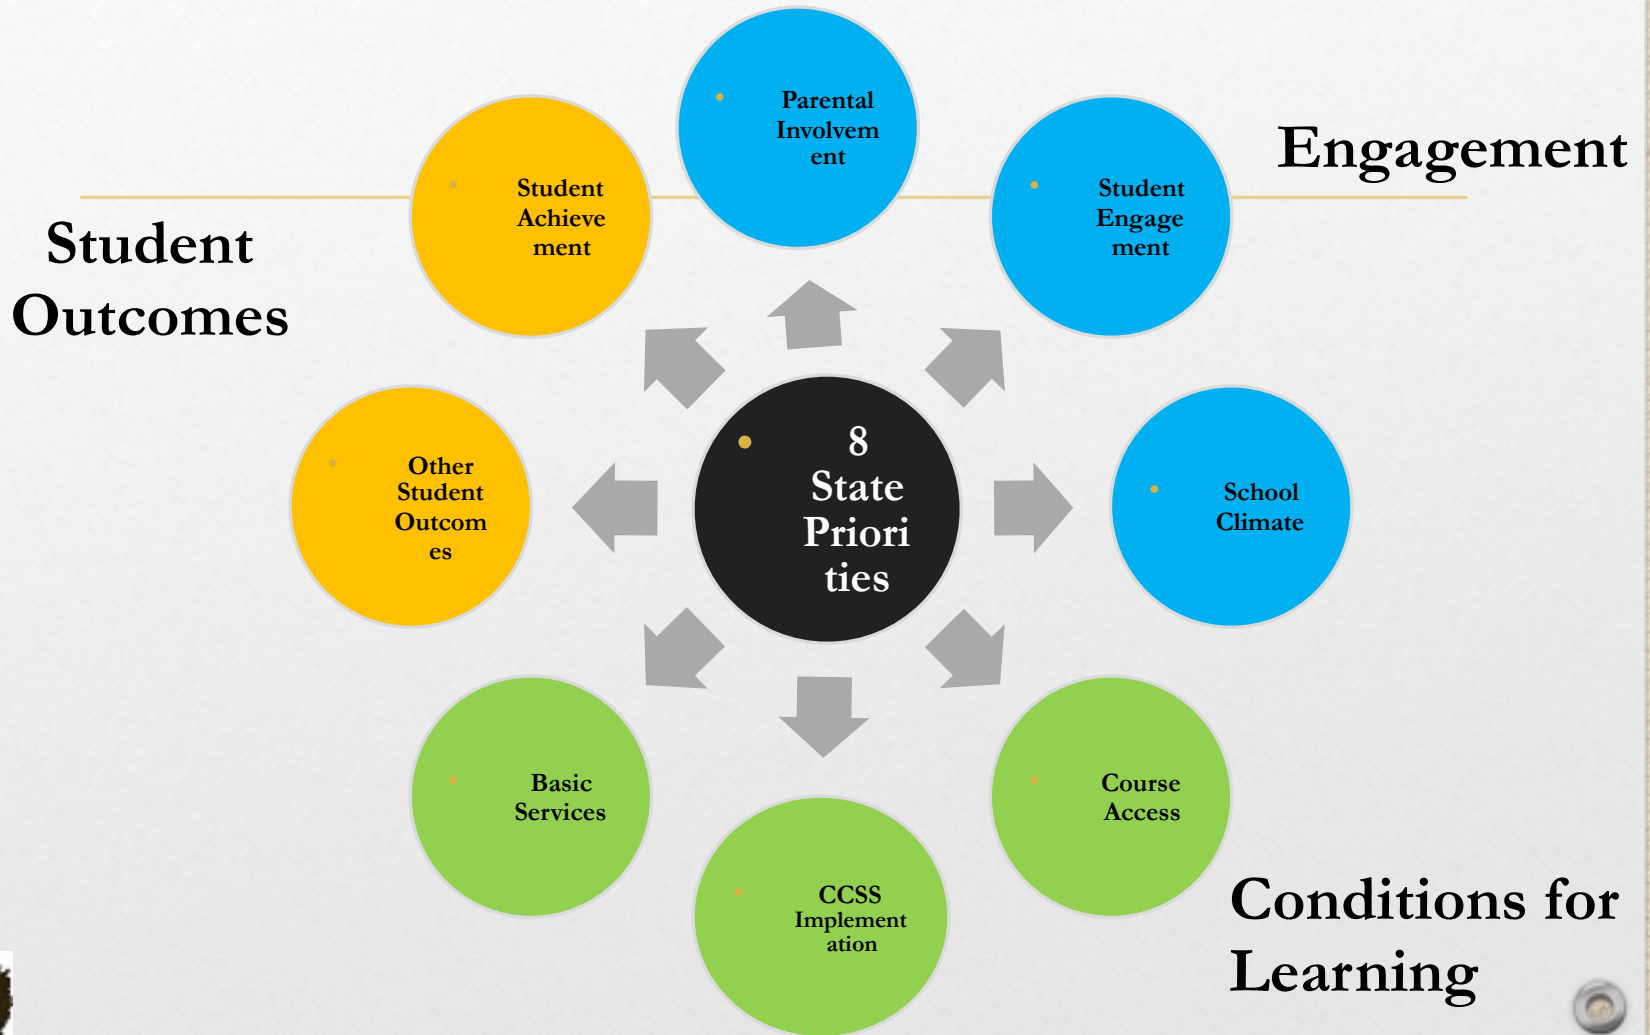 Parental
Involvem
ent
Engagement
Student
Achieve
ment
Student
Engage
ment
Student
Outcomes
8
State
Priori
ties
Other
Student
Outcom
es
School
Climate
Basic
Services
Course
Access
CCSS
Implement
ation
Conditions for
Learning